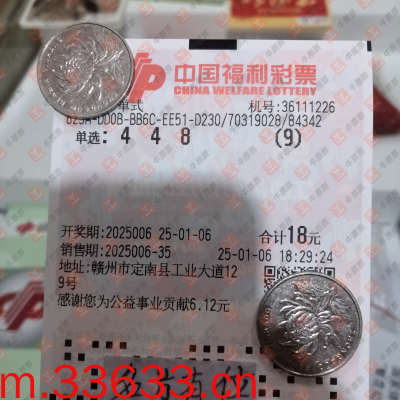 中国福利彩票
CHINA WELFARE LOTTERY
单式 机号:36111226
829A-DD0B-BB6C-EE51-D230/70319028/84342
单选: 4 4 8 (9)
开奖期:2025006 25-01-06 合计18元
销售期:2025006-35 25-01-06 18:29:24
地址:赣州市定南县工业大道12
9号
感谢您为公益事业贡献6.12元
m.33633.cn